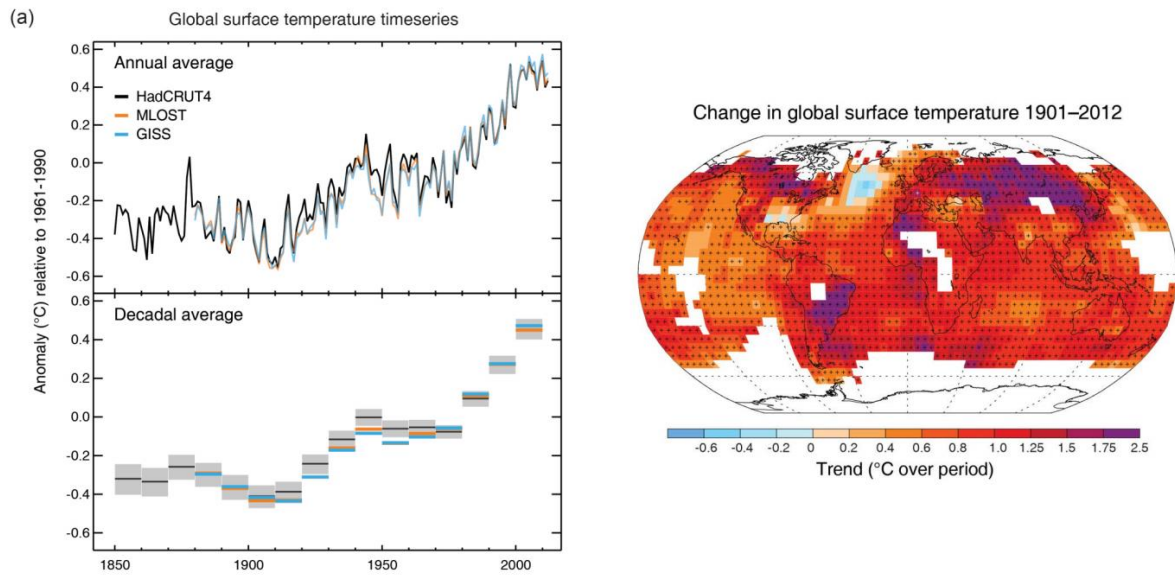 (a)
Global surface temperature timeseries
Annual average
HadCRUT4
MLOST
GISS
0.6
0.4
0.2
0.0
-0.2
-0.4
-0.6
Anomaly (°C) relative to 1961-1990
Decadal average
0.4
0.2
0.0
-0.2
-0.4
-0.6
1850 1900 1950 2000
Change in global surface temperature 1901–2012
-0.6 -0.4 -0.2 0 0.2 0.4 0.6 0.8 1.0 1.25 1.5 1.75 2.5
Trend (°C over period)